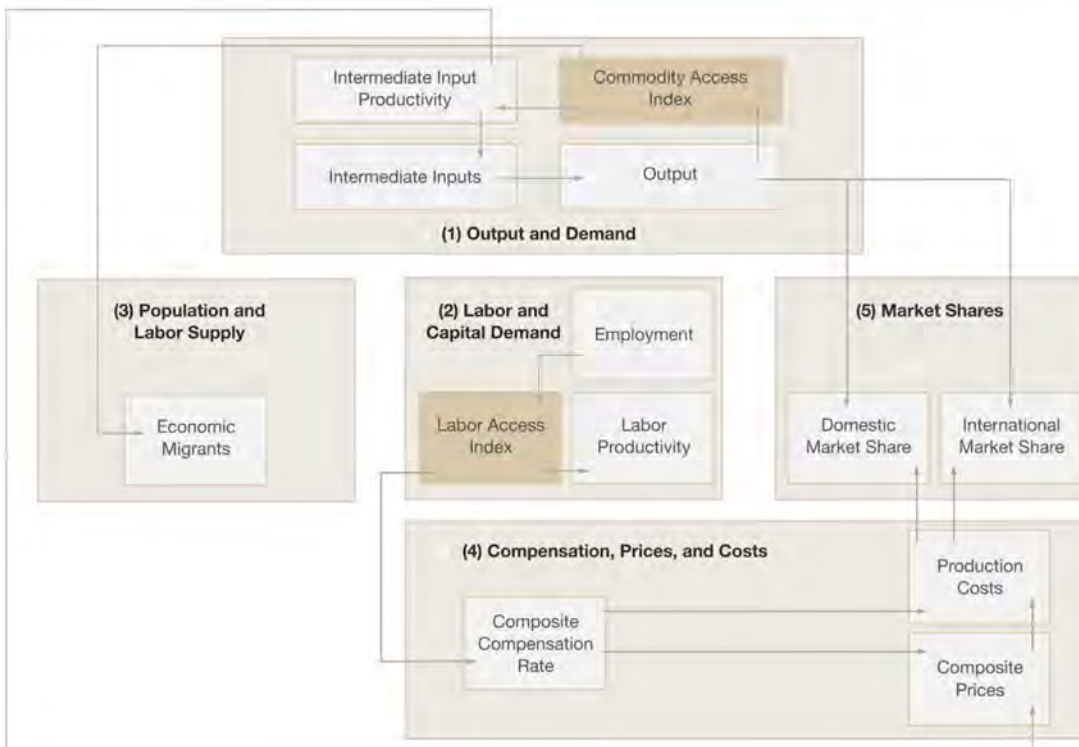 Intermediate Input
Productivity
Commodity Access
Index
Intermediate Inputs
Output
(1) Output and Demand
(3) Population and
Labor Supply
Economic
Migrants
(2) Labor and
Capital Demand
Employment
Labor Access
Index
Labor
Productivity
(5) Market Shares
Domestic
Market Share
International
Market Share
(4) Compensation, Prices, and Costs
Composite
Compensation
Rate
Production
Costs
Composite
Prices